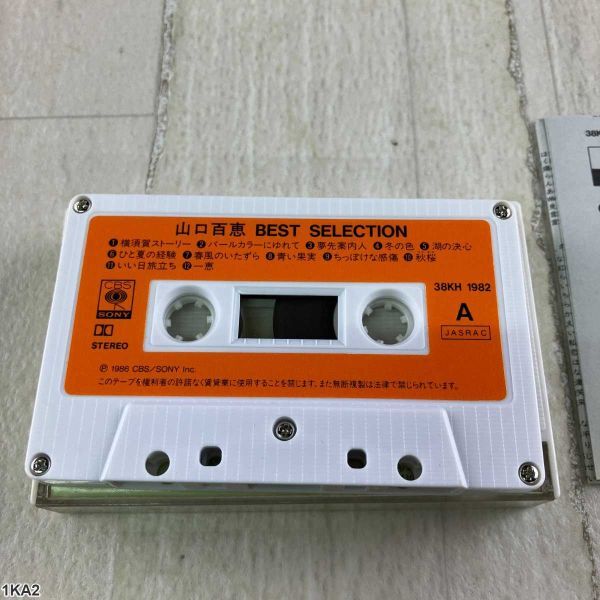 山口百恵 BEST SELECTION
❶横須賀ストーリー ❷パールカラーにゆれて ❸夢先案内人 ❹冬の色 ❺湖の決心
❻ひと夏の経験 ❼春風のいたずら ❽青い果実 ❾ちっぽけな感傷 ❿秋桜
⓫いい日旅立ち ⓬一恵
38KH 1982
CBS
SONY
A
STEREO
JASRAC
Ⓟ 1986 CBS/SONY Inc.
このテープを権利者の許諾なく賃貸業に使用することを禁じます。また無断複製は法律で禁じられています。
1KA2